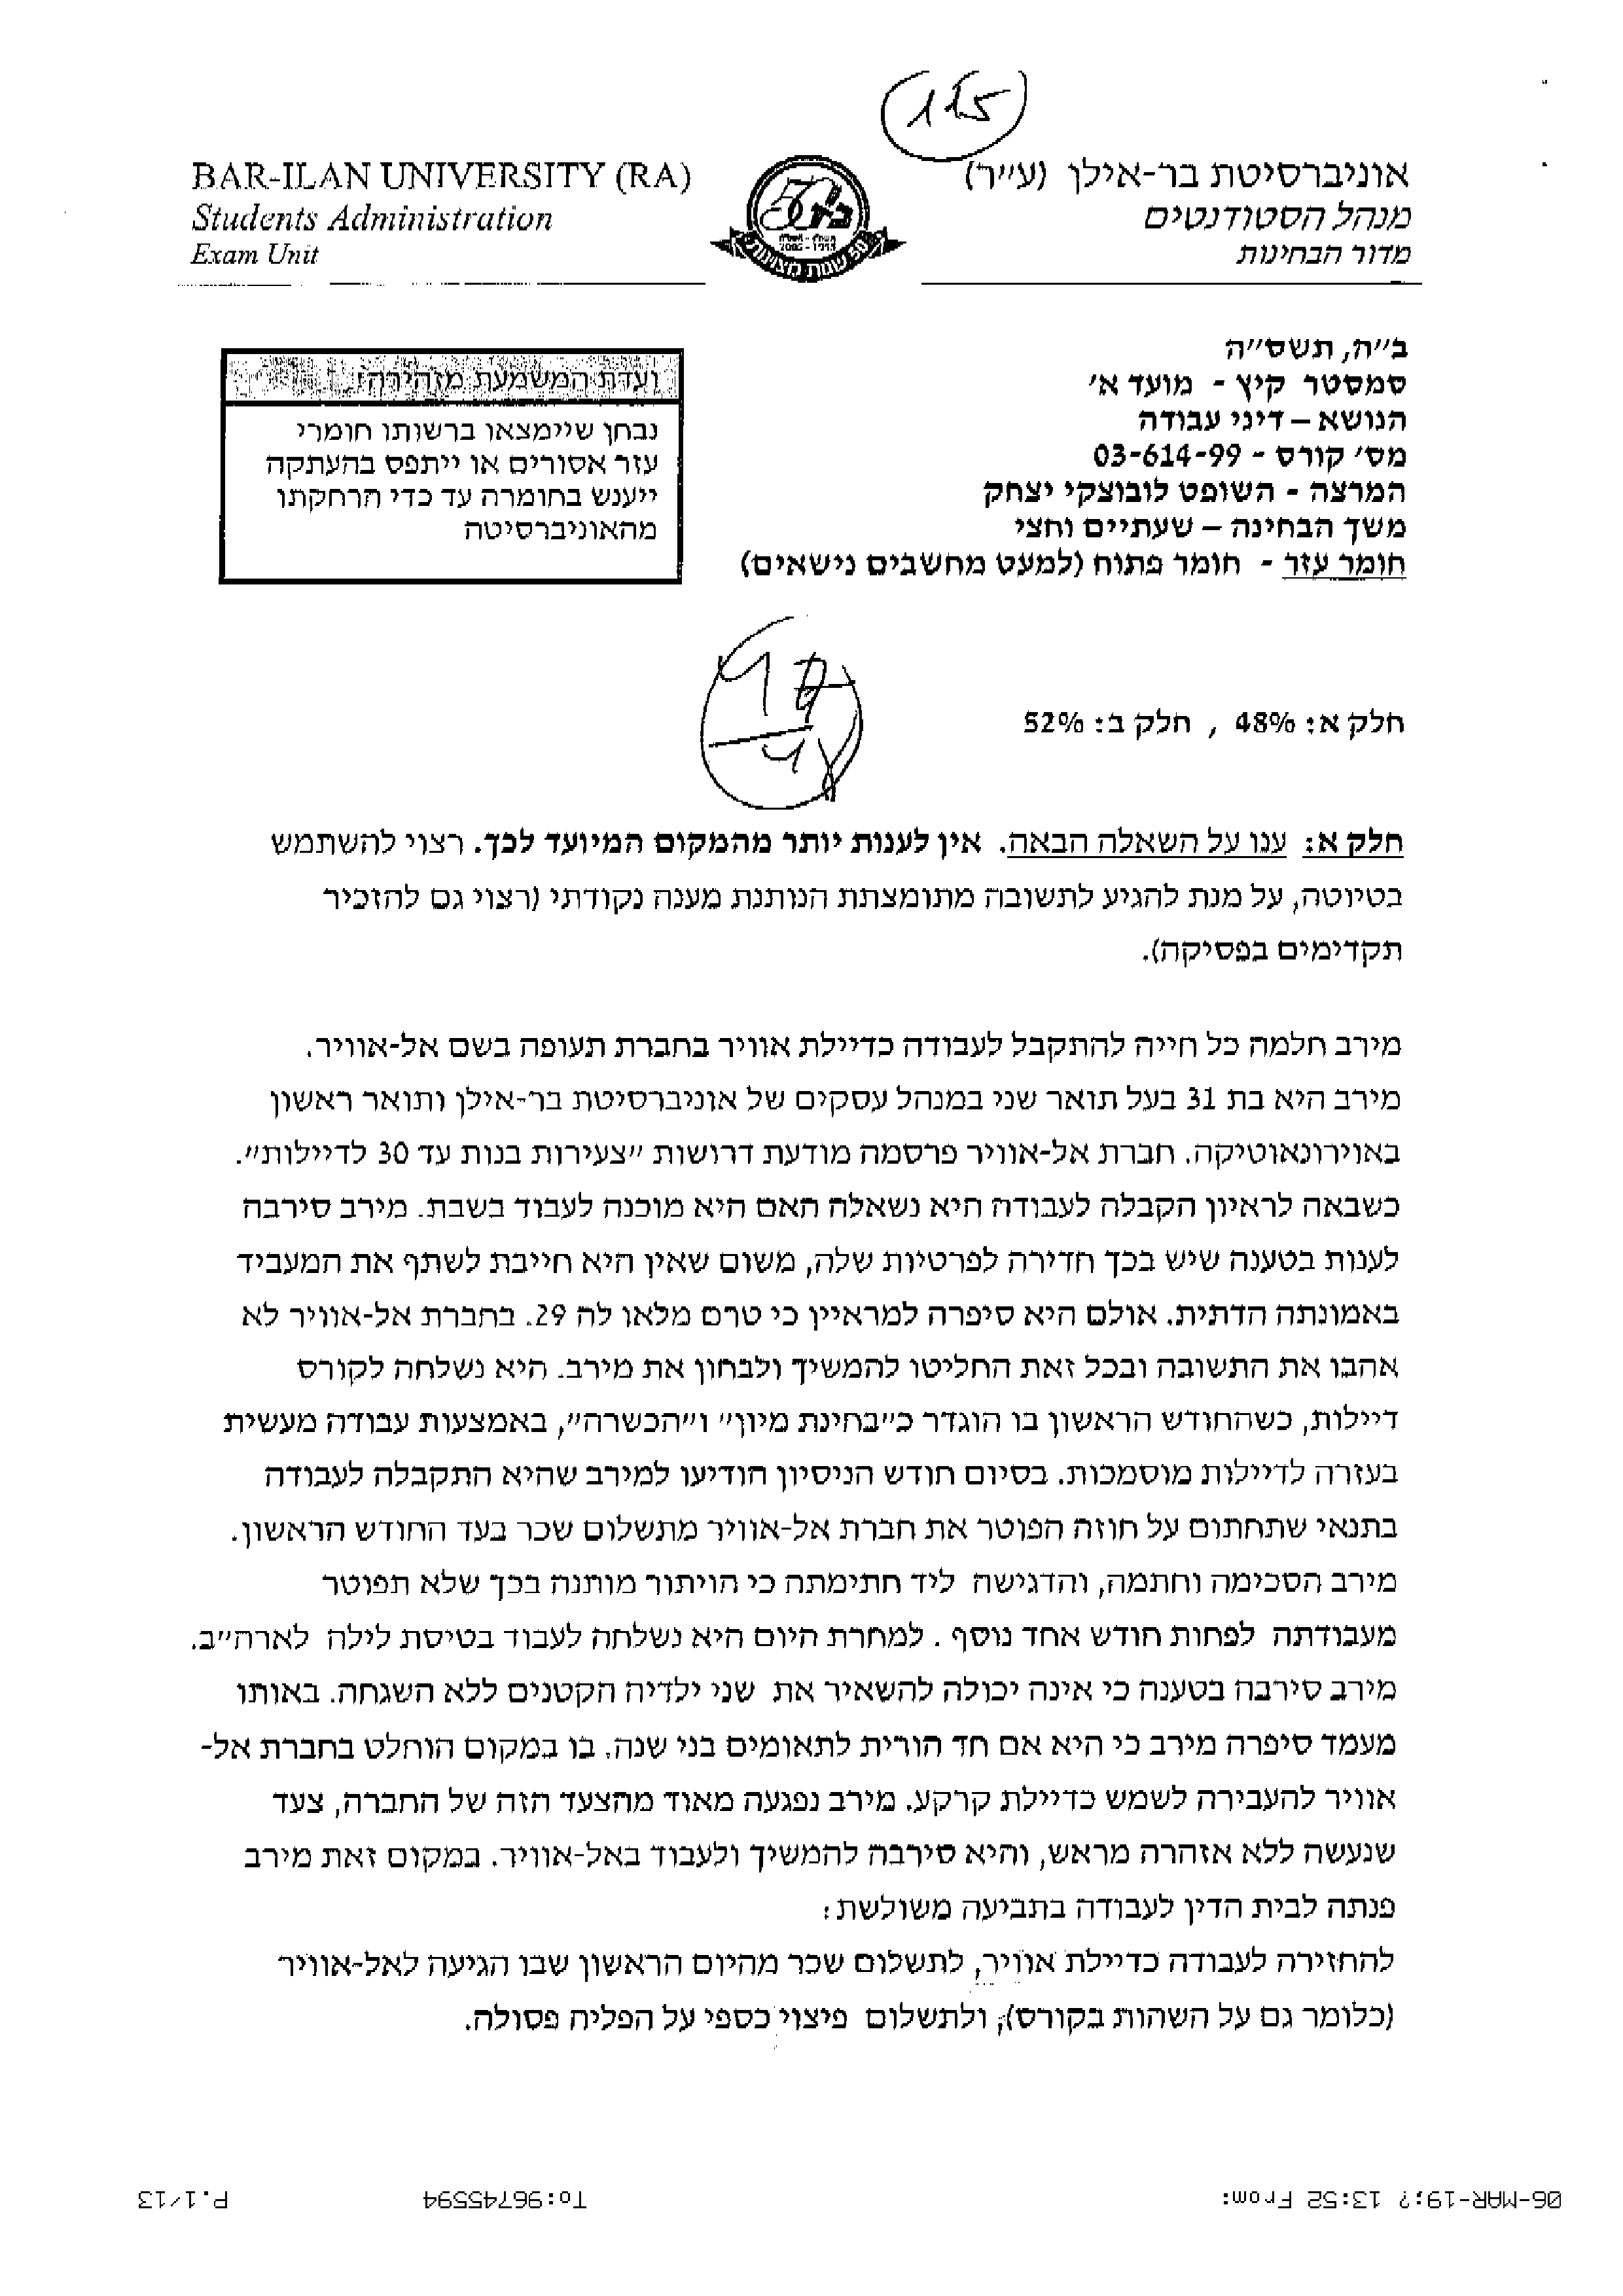 115
BAR-ILAN UNIVERSITY (RA)
Students Administration
Exam Unit
אוניברסיטת בר-אילן (ע״ר)
מנהל הסטודנטים
מדור הבחינות
50 שנות מצוינות
ב״ה, תשס״ה
סמסטר קיץ - מועד א׳
הנושא – דיני עבודה
מס׳ קורס - 03-614-99
המרצה - השופט לובוצקי יצחק
משך הבחינה – שעתיים וחצי
חומר עזר - חומר פתוח (למעט מחשבים נישאים)
ועדת המשמעת מזהירה!
נבחן שיימצאו ברשותו חומרי
עזר אסורים או ייתפס בהעתקה
ייענש בחומרה עד כדי הרחקתו
מהאוניברסיטה
חלק א: 48% , חלק ב: 52%
חלק א: ענו על השאלה הבאה. אין לענות יותר מהמקום המיועד לכך. רצוי להשתמש
בטיוטה, על מנת להגיע לתשובה מתומצתת הנותנת מענה נקודתי (רצוי גם להזכיר
תקדימים בפסיקה).
מירב חלמה כל חייה להתקבל לעבודה כדיילת אוויר בחברת תעופה בשם אל-אוויר.
מירב היא בת 31 בעל תואר שני במנהל עסקים של אוניברסיטת בר-אילן ותואר ראשון
באוירונאוטיקה. חברת אל-אוויר פרסמה מודעת דרושות ״צעירות בנות עד 30 לדיילות״.
כשבאה לראיון הקבלה לעבודה היא נשאלה האם היא מוכנה לעבוד בשבת. מירב סירבה
לענות בטענה שיש בכך חדירה לפרטיות שלה, משום שאין היא חייבת לשתף את המעביד
באמונתה הדתית. אולם היא סיפרה למראיין כי טרם מלאו לה 29. בחברת אל-אוויר לא
אהבו את התשובה ובכל זאת החליטו להמשיך ולבחון את מירב. היא נשלחה לקורס
דיילות, כשהחודש הראשון בו הוגדר כ״בחינת מיון״ ו״הכשרה״, באמצעות עבודה מעשית
בעזרה לדיילות מוסמכות. בסיום חודש הניסיון הודיעו למירב שהיא התקבלה לעבודה
בתנאי שתחתום על חוזה הפוטר את חברת אל-אוויר מתשלום שכר בעד החודש הראשון.
מירב הסכימה וחתמה, והדגישה ליד חתימתה כי הויתור מותנה בכך שלא תפוטר
מעבודתה לפחות חודש אחד נוסף . למחרת היום היא נשלחה לעבוד בטיסת לילה לארה״ב.
מירב סירבה בטענה כי אינה יכולה להשאיר את שני ילדיה הקטנים ללא השגחה. באותו
מעמד סיפרה מירב כי היא אם חד הורית לתאומים בני שנה. בו במקום הוחלט בחברת אל-
אוויר להעבירה לשמש כדיילת קרקע. מירב נפגעה מאוד מהצעד הזה של החברה, צעד
שנעשה ללא אזהרה מראש, והיא סירבה להמשיך ולעבוד באל-אוויר. במקום זאת מירב
פנתה לבית הדין לעבודה בתביעה משולשת:
להחזירה לעבודה כדיילת אוויר, לתשלום שכר מהיום הראשון שבו הגיעה לאל-אוויר
(כלומר גם על השהות בקורס), ולתשלום פיצוי כספי על הפליה פסולה.
06-MAR-19;? 13:52 From: To:96745594 P.1/13